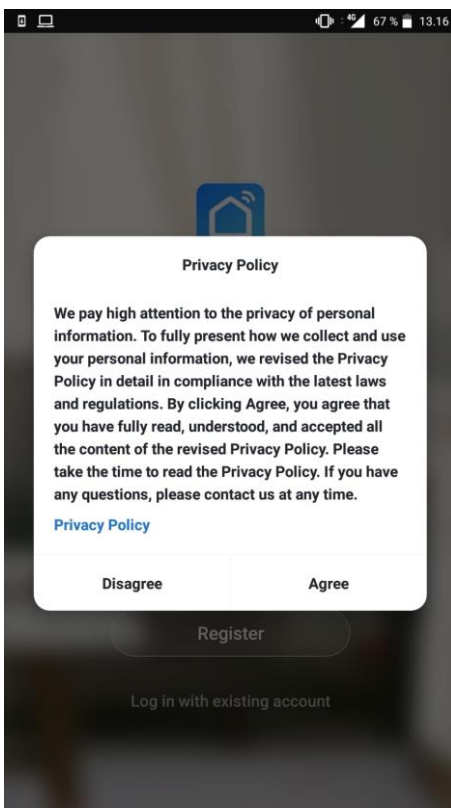 4G 67 % 13.16
Privacy Policy
We pay high attention to the privacy of personal
information. To fully present how we collect and use
your personal information, we revised the Privacy
Policy in detail in compliance with the latest laws
and regulations. By clicking Agree, you agree that
you have fully read, understood, and accepted all
the content of the revised Privacy Policy. Please
take the time to read the Privacy Policy. If you have
any questions, please contact us at any time.
Privacy Policy
Disagree Agree
Register
Log in with existing account